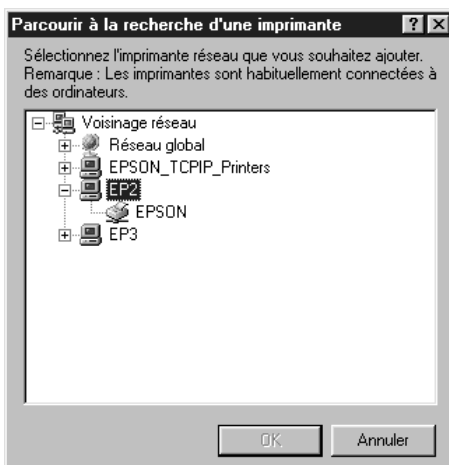 Parcourir à la recherche d'une imprimante
Sélectionnez l'imprimante réseau que vous souhaitez ajouter.
Remarque : Les imprimantes sont habituellement connectées à
des ordinateurs.
Voisinage réseau
Réseau global
EPSON_TCPIP_Printers
EP2
EPSON
EP3
OK
Annuler